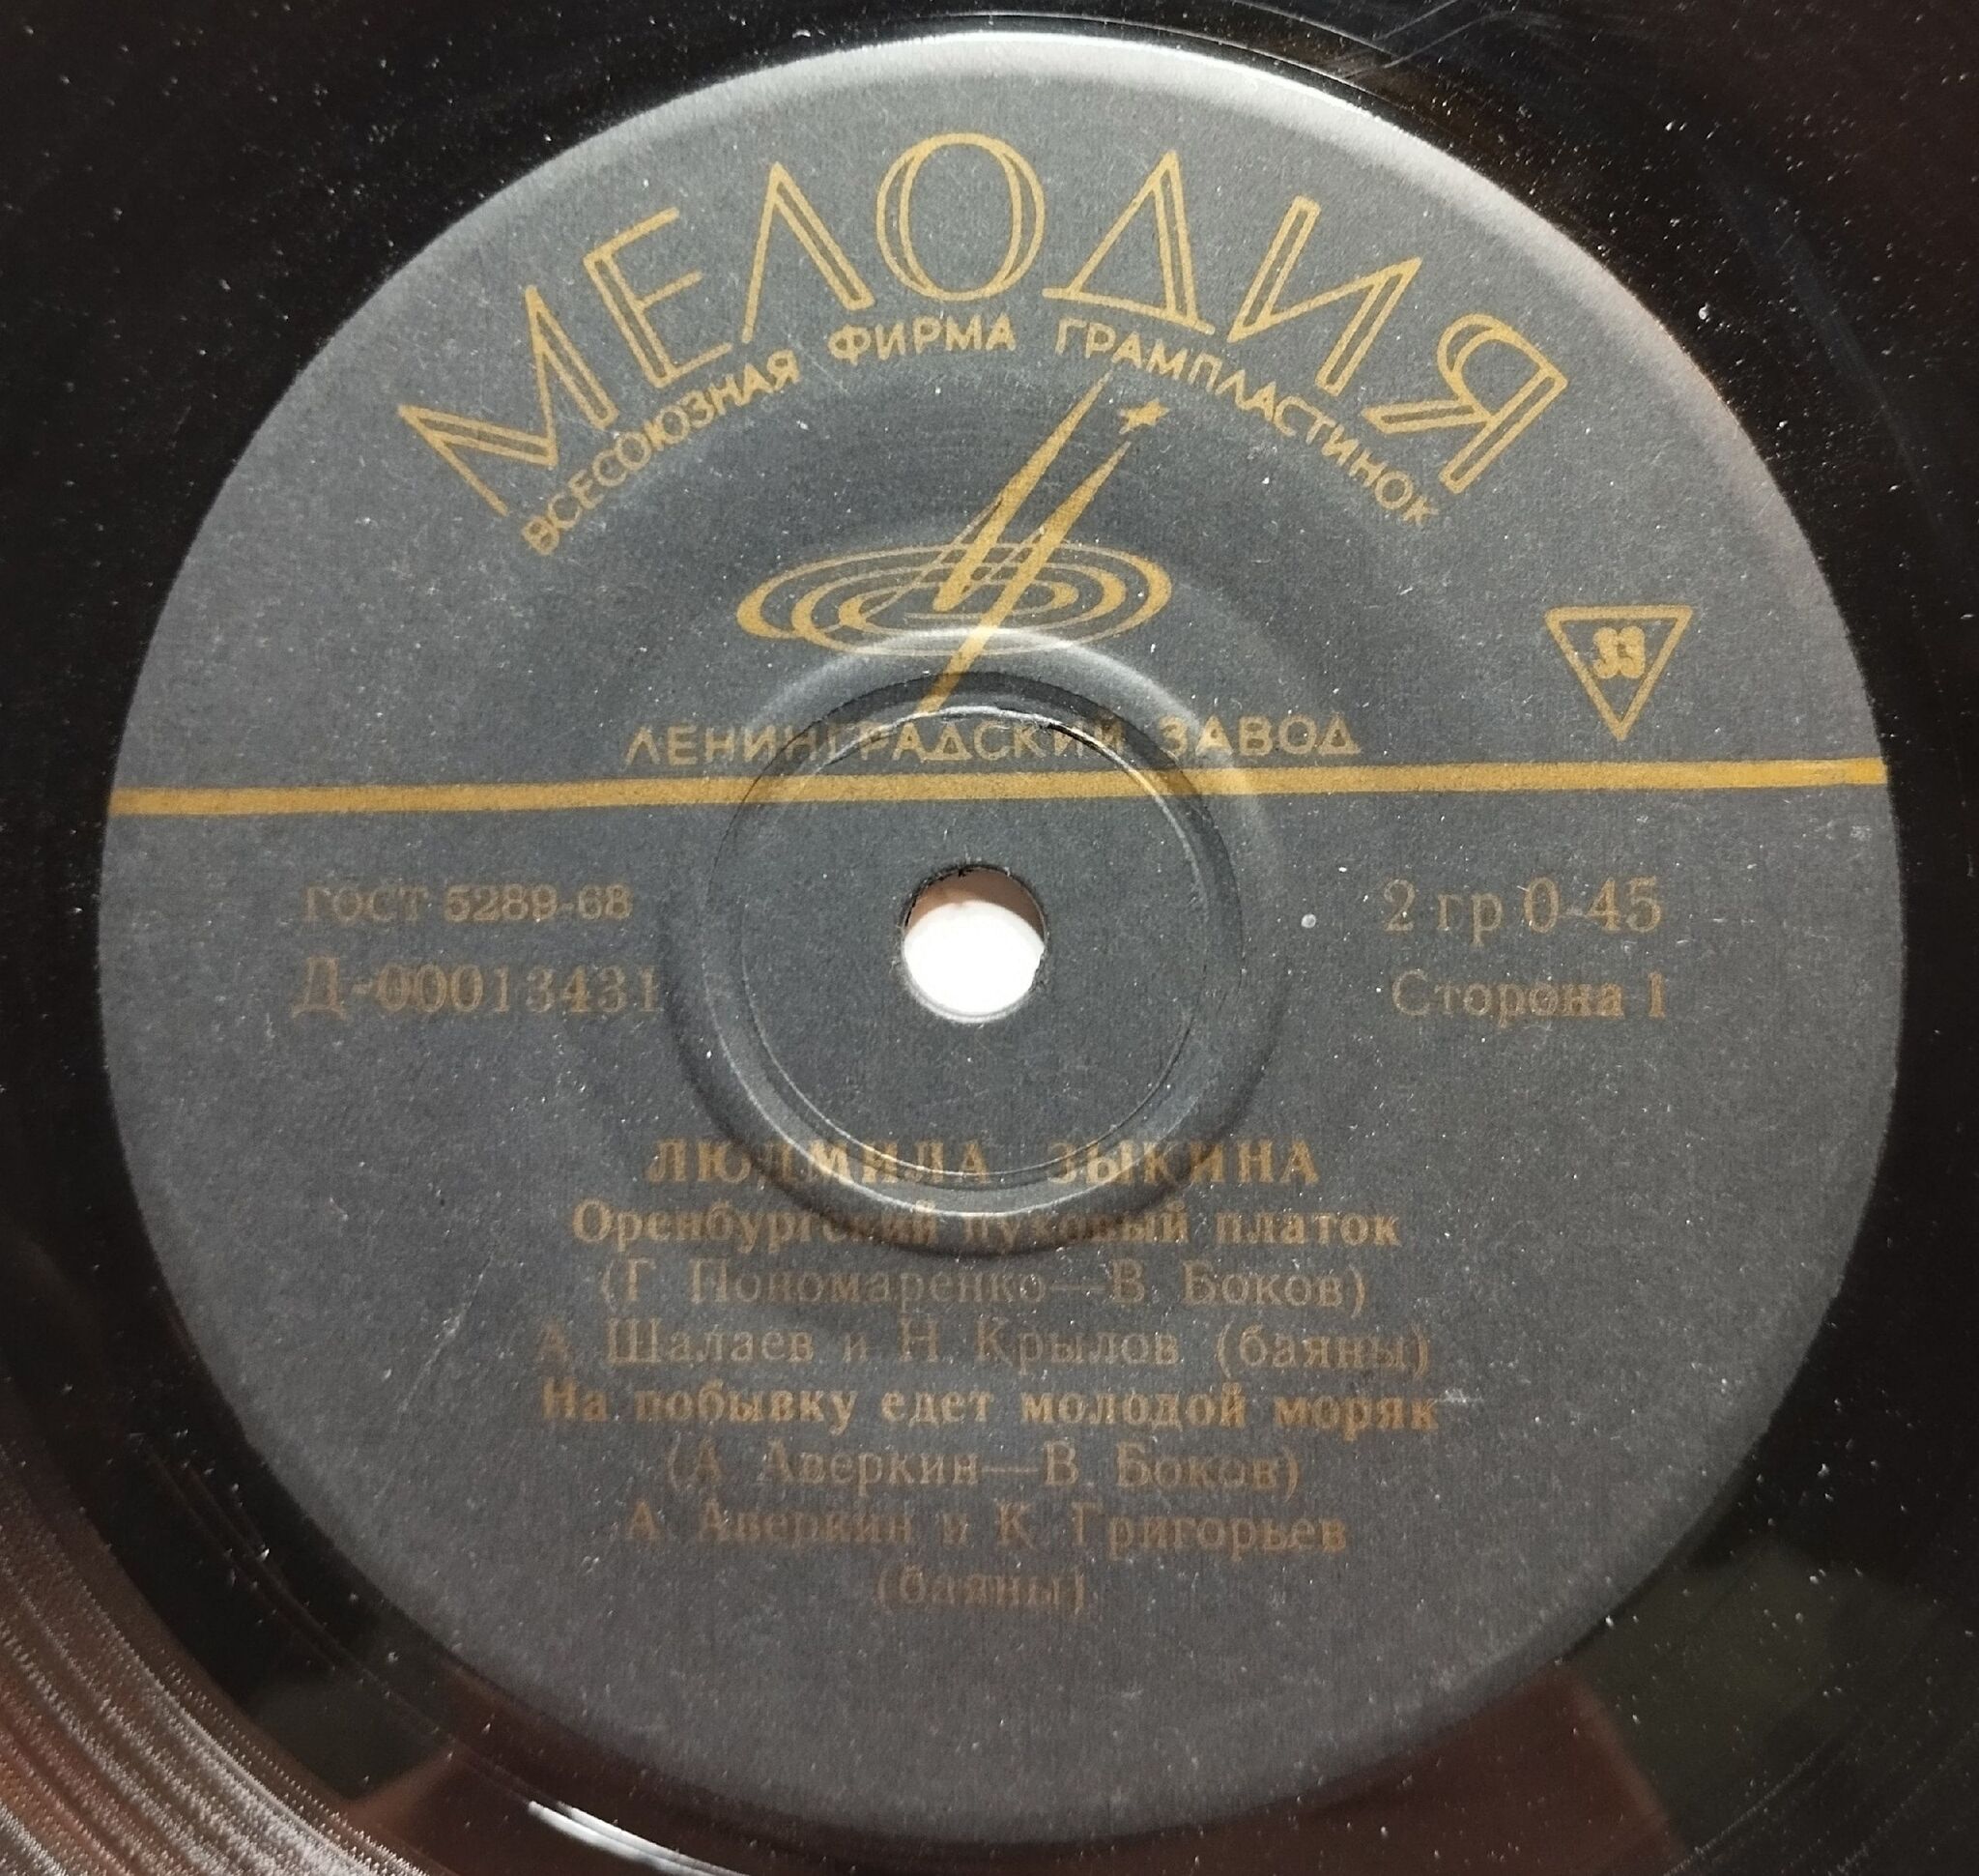 МЕЛОДИЯ
ВСЕСОЮЗНАЯ ФИРМА ГРАМПЛАСТИНОК
33
ЛЕНИНГРАДСКИЙ ЗАВОД
ГОСТ 5289-68
2 гр 0-45
Д-00013431
Сторона 1
ЛЮДМИЛА ЗЫКИНА
Оренбургский пуховый платок
(Г. Пономаренко—В. Боков)
А. Шалаев и Н. Крылов (баяны)
На побывку едет молодой моряк
(А. Аверкин—В. Боков)
А. Аверкин и К. Григорьев
(баяны)